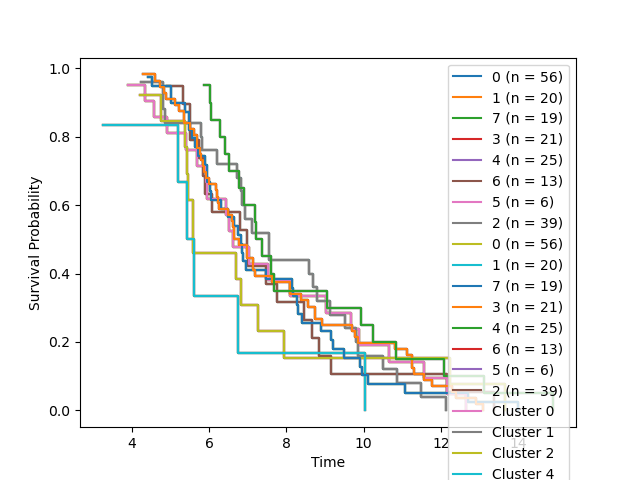 1.0
0.8
0.6
0.4
0.2
0.0
Survival Probability
4
6
8
10
12
14
Time
0 (n = 56)
1 (n = 20)
7 (n = 19)
3 (n = 21)
4 (n = 25)
6 (n = 13)
5 (n = 6)
2 (n = 39)
0 (n = 56)
1 (n = 20)
7 (n = 19)
3 (n = 21)
4 (n = 25)
6 (n = 13)
5 (n = 6)
2 (n = 39)
Cluster 0
Cluster 1
Cluster 2
Cluster 4